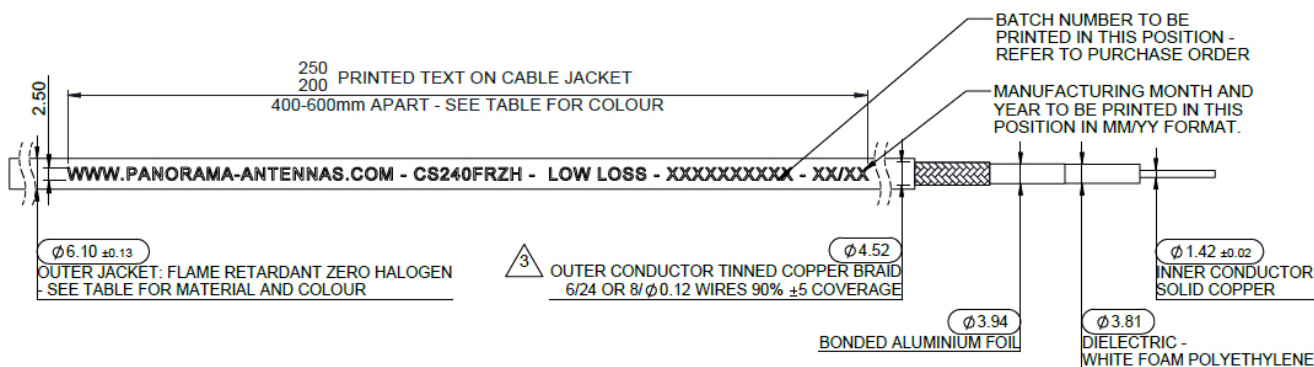 BATCH NUMBER TO BE
PRINTED IN THIS POSITION -
REFER TO PURCHASE ORDER
250
200
PRINTED TEXT ON CABLE JACKET
400-600mm APART - SEE TABLE FOR COLOUR
MANUFACTURING MONTH AND
YEAR TO BE PRINTED IN THIS
POSITION IN MM/YY FORMAT.
2.50
WWW.PANORAMA-ANTENNAS.COM - CS240FRZH - LOW LOSS - XXXXXXXXXX - XX/XX
Ø6.10 ±0.13
OUTER JACKET: FLAME RETARDANT ZERO HALOGEN
- SEE TABLE FOR MATERIAL AND COLOUR
3
Ø4.52
OUTER CONDUCTOR TINNED COPPER BRAID
6/24 OR 8/Ø0.12 WIRES 90% ±5 COVERAGE
Ø1.42 ±0.02
INNER CONDUCTOR
SOLID COPPER
Ø3.94
BONDED ALUMINIUM FOIL
Ø3.81
DIELECTRIC -
WHITE FOAM POLYETHYLENE